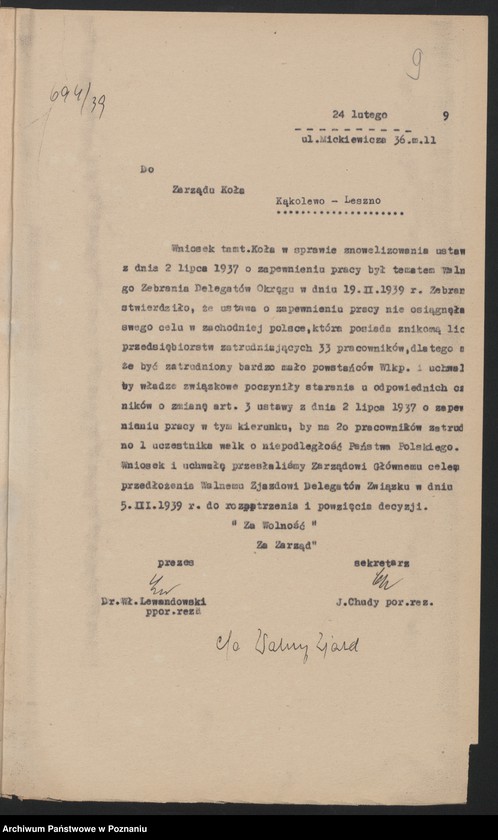 9
694/39
24 lutego 9
ul.Mickiewicza 36.m.11
Do
Zarządu Koła
Kąkolewo - Leszno
Wniosek tamt.Koła w sprawie znowelizowania ustaw
z dnia 2 lipca 1937 o zapewnieniu pracy był tematem Waln
go Zebrania Delegatów Okręgu w dniu 19.II.1939 r. Zebran
stwierdziło, że ustawa o zapewnieniu pracy nie osiągnęła
swego celu w zachodniej polsce,która posiada znikomą lic
przedsiębiorstw zatrudniających 33 pracowników,dlatego s
że być zatrudniony bardzo mało powstańców Wlkp. i uchwal
by władze związkowe poczyniły starania u odpowiednich cz
ników o zmianę art. 3 ustawy z dnia 2 lipca 1937 o zapew
nieniu pracy w tym kierunku, by na 20 pracowników zatrud
no 1 uczestnika walk o niepodległość Państwa Polskiego.
Wniosek i uchwałę przesłaliśmy Zarządowi Głównemu celem
przedłożenia Walnemu Zjazdowi Delegatów Związku w dniu
5.III.1939 r. do rozpatrzenia i powzięcia decyzji.
" Za Wolność "
Za Zarząd"
prezes sekretarz
Dr.Wł.Lewandowski J.Chudy por.rez.
ppor.rez
c/a Walny Zjazd
Archiwum Państwowe w Poznaniu